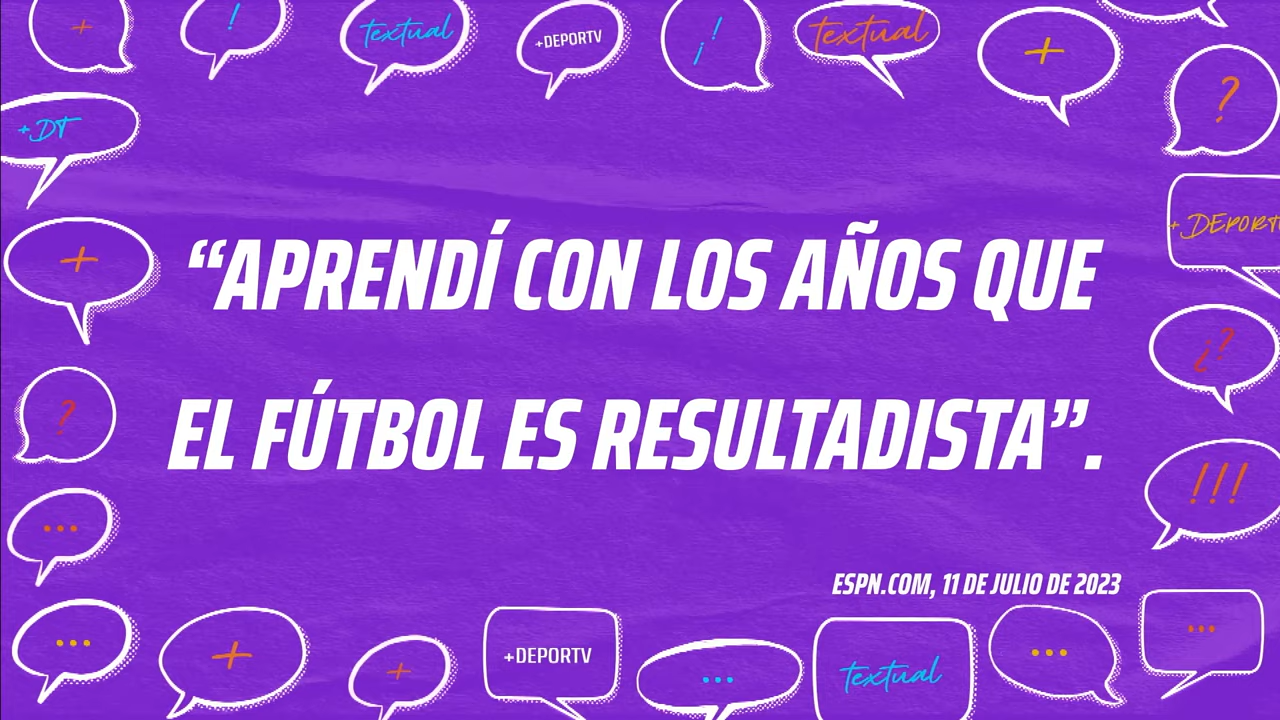 +
!
textual
+DEPORTV
¡!
textual
+
?
+DT
+DEPORT
+
“APRENDÍ CON LOS AÑOS QUE
¿?
EL FÚTBOL ES RESULTADISTA”.
?
!!!
...
ESPN.COM, 11 DE JULIO DE 2023
...
+
+
+DEPORTV
...
textual
...
...